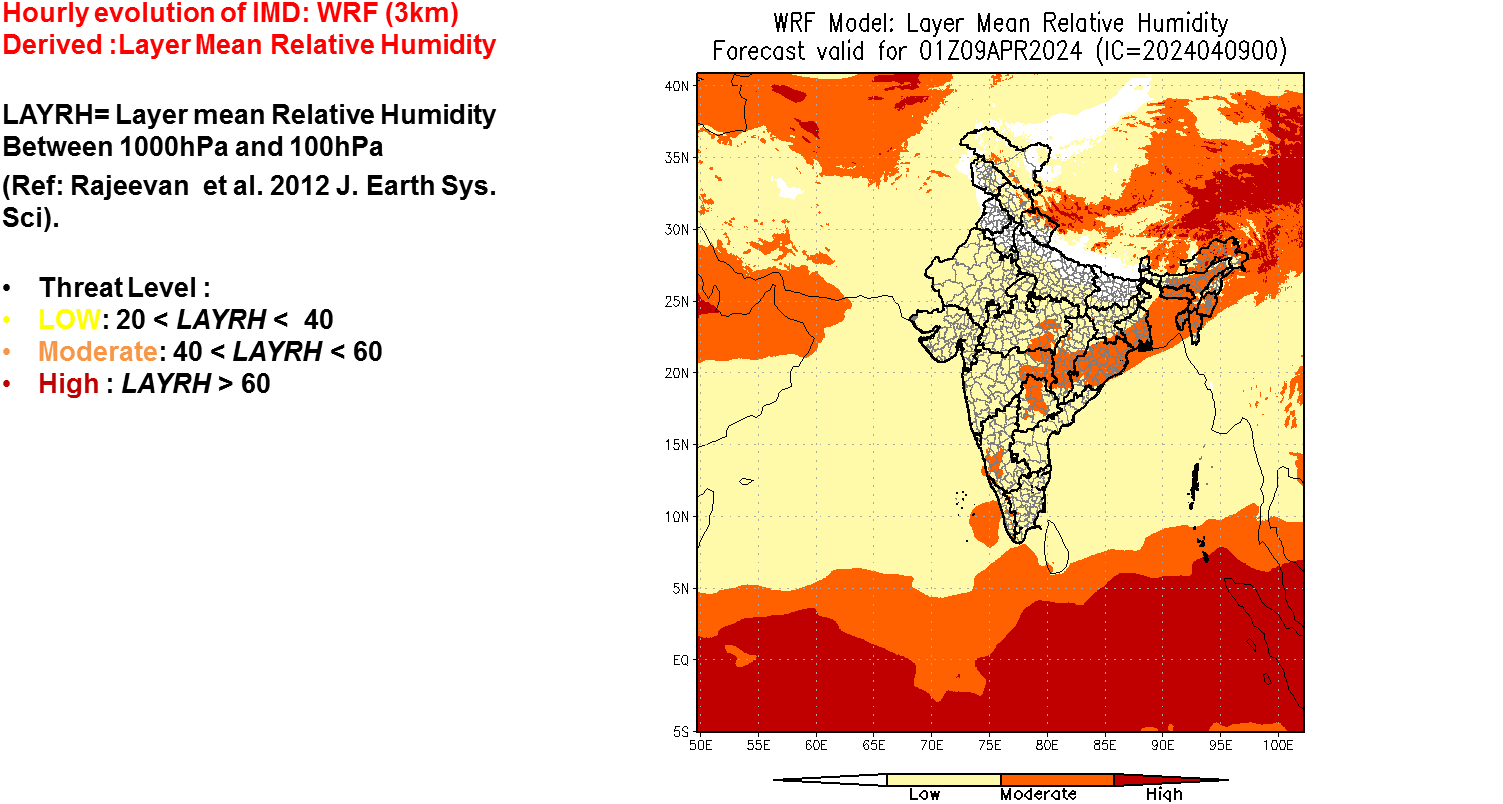 Hourly evolution of IMD: WRF (3km)
Derived :Layer Mean Relative Humidity
LAYRH= Layer mean Relative Humidity
Between 1000hPa and 100hPa
(Ref: Rajeevan et al. 2012 J. Earth Sys.
Sci).
• Threat Level :
• LOW: 20 < LAYRH < 40
• Moderate: 40 < LAYRH < 60
• High : LAYRH > 60
WRF Model: Layer Mean Relative Humidity
Forecast valid for 01Z09APR2024 (IC=2024040900)
40N
35N
30N
25N
20N
15N
10N
5N
EQ
5S
50E 55E 60E 65E 70E 75E 80E 85E 90E 95E 100E
Low Moderate High